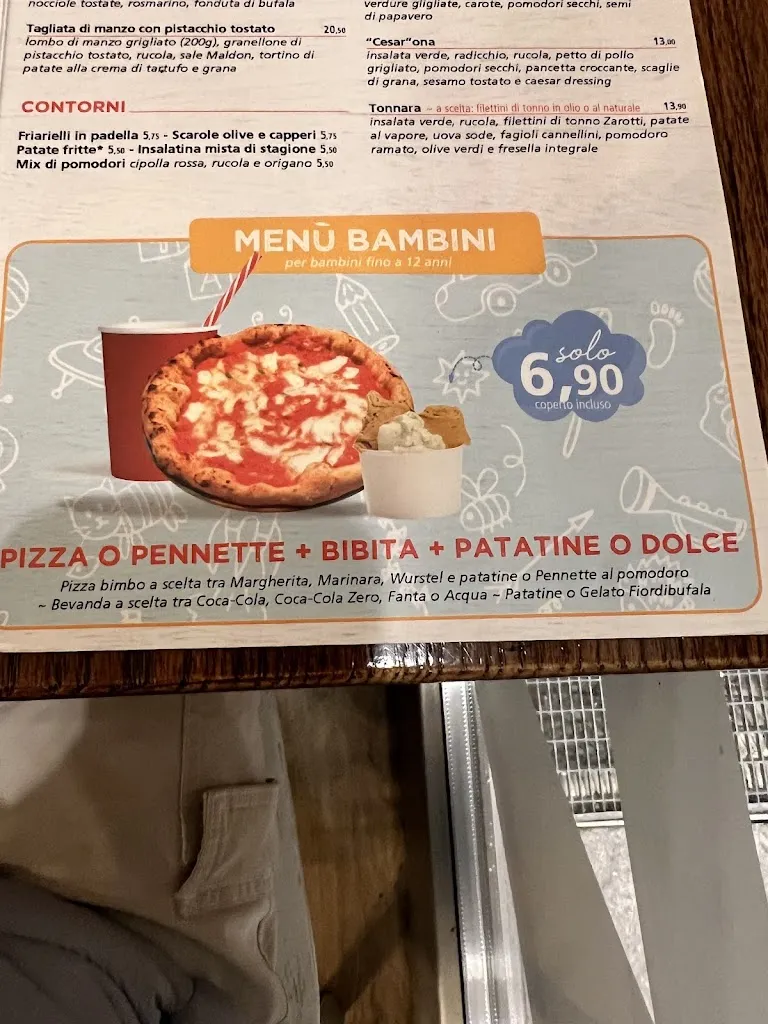 nocciole tostate, rosmarino, fonduta di bufala
Tagliata di manzo con pistacchio tostato 20,50
lombo di manzo grigliato (200g), granellone di
pistacchio tostato, rucola, sale Maldon, tortino di
patate alla crema di tartufo e grana
CONTORNI
Friarielli in padella 5,75 - Scarole olive e capperi 5,75
Patate fritte* 5,50 - Insalatina mista di stagione 5,50
Mix di pomodori cipolla rossa, rucola e origano 5,50
verdure gligliate, carote, pomodori secchi, semi
di papavero
"Cesar"ona 13,00
insalata verde, radicchio, rucola, petto di pollo
grigliato, pomodori secchi, pancetta croccante, scaglie
di grana, sesamo tostato e caesar dressing
Tonnara – a scelta: filettini di tonno in olio o al naturale 13,90
insalata verde, rucola, filettini di tonno Zarotti, patate
al vapore, uova sode, fagioli cannellini, pomodoro
ramato, olive verdi e fresella integrale
MENÙ BAMBINI
per bambini fino a 12 anni
solo
6,90
coperto incluso
PIZZA O PENNETTE + BIBITA + PATATINE O DOLCE
Pizza bimbo a scelta tra Margherita, Marinara, Wurstel e patatine o Pennette al pomodoro
~ Bevanda a scelta tra Coca-Cola, Coca-Cola Zero, Fanta o Acqua ~ Patatine o Gelato Fiordibufala